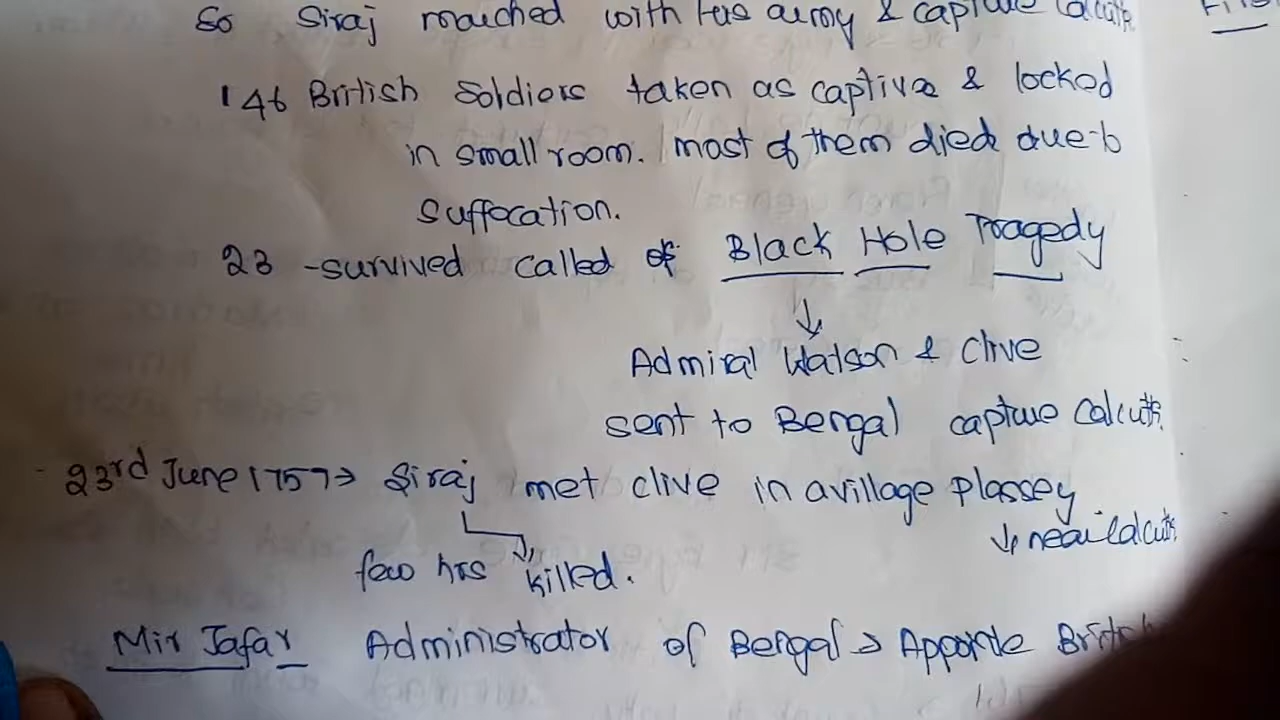 So Siraj marched with his army & capture Calcutta
146 British Soldiers taken as captive & locked
in small room. most of them died due to
suffocation.
23 - survived called of Black Hole Tragedy
↓
Admiral Watson & Clive
sent to Bengal capture Calcutta
23rd June 1757 → Siraj met clive in a village Plassey
↓ near Calcutta
few hrs killed.
Mir Jafar Administrator of Bengal → Appointe British